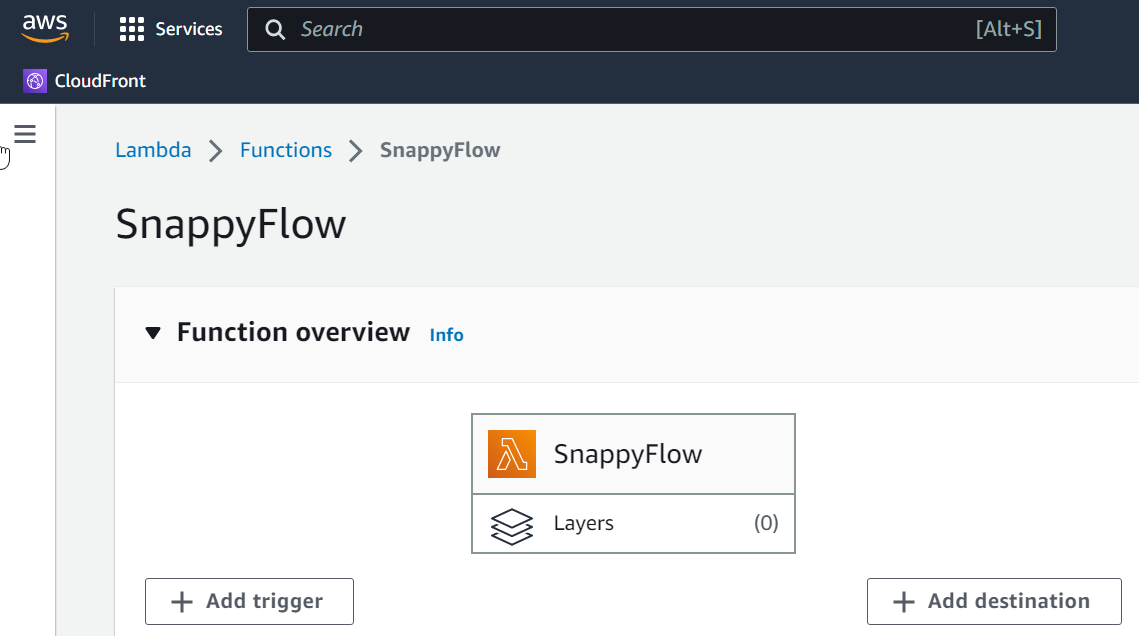 aws Services Search [Alt+S]
CloudFront
Lambda Functions SnappyFlow
SnappyFlow
Function overview Info
SnappyFlow
Layers (0)
Add trigger Add destination